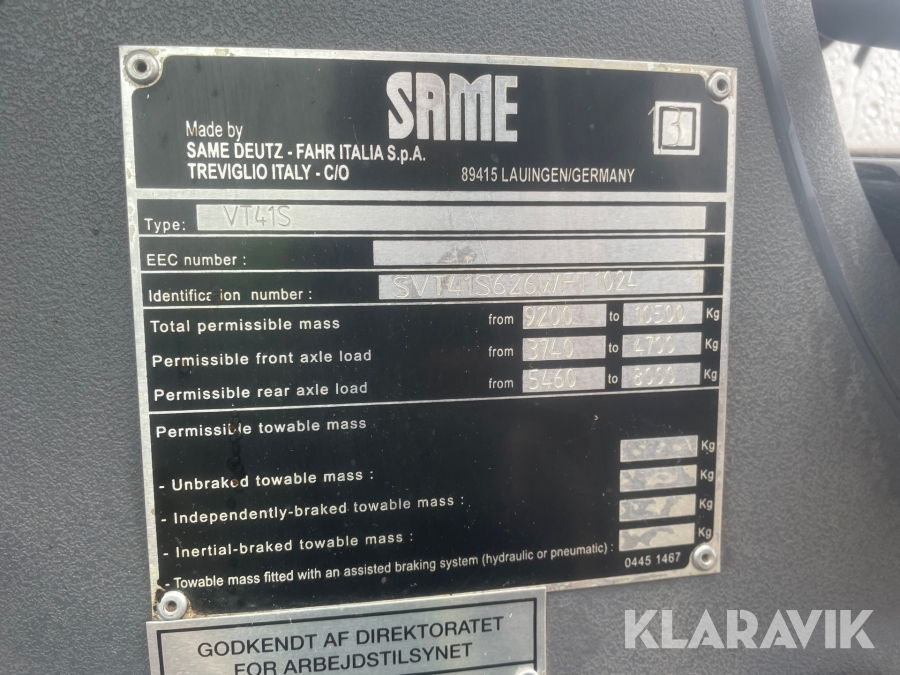 SAME
3
Made by
SAME DEUTZ - FAHR ITALIA S.p.A.
TREVIGLIO ITALY - C/O
89415 LAUINGEN/GERMANY
Type: VT41S
EEC number :
Identification number :
Total permissible mass from 9200 to 10500 Kg
Permissible front axle load from 3740 to 4700 Kg
Permissible rear axle load from 5460 to 8000 Kg
Permissible towable mass
- Unbraked towable mass : Kg
- Independently-braked towable mass : Kg
- Inertial-braked towable mass : Kg
- Towable mass fitted with an assisted braking system (hydraulic or pneumatic) : Kg
0445 1467
GODKENDT AF DIREKTORATET
FOR ARBEJDSTILSYNET
KLARAVIK